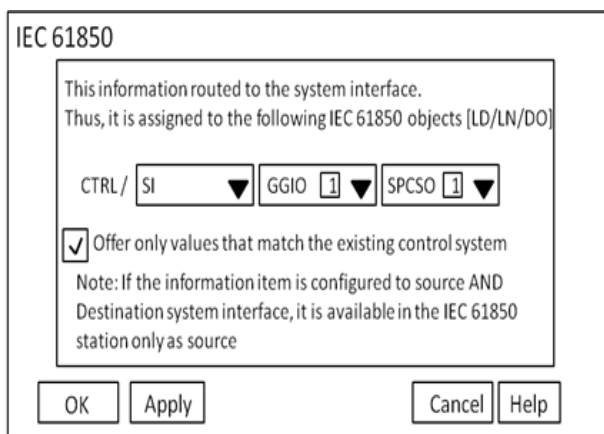 IEC 61850
This information routed to the system interface.
Thus, it is assigned to the following IEC 61850 objects [LD/LN/DO]
CTRL / SI GGIO 1 SPCSO 1
Offer only values that match the existing control system
Note: If the information item is configured to source AND
Destination system interface, it is available in the IEC 61850
station only as source
OK Apply Cancel Help